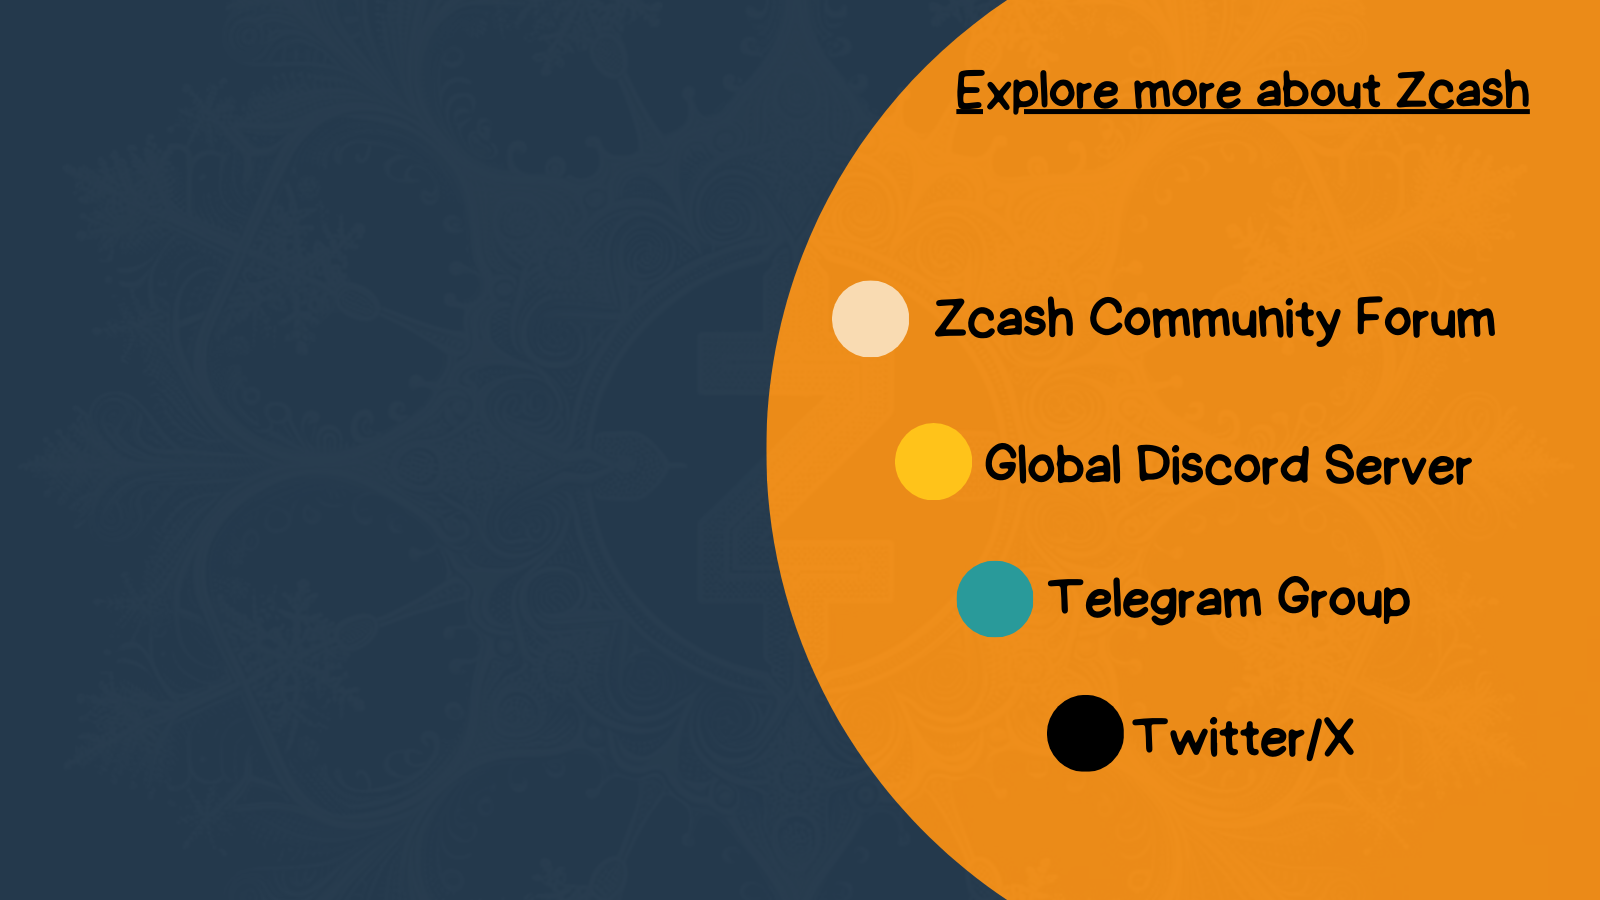 Explore more about Zcash
Zcash Community Forum
Global Discord Server
Telegram Group
Twitter/X